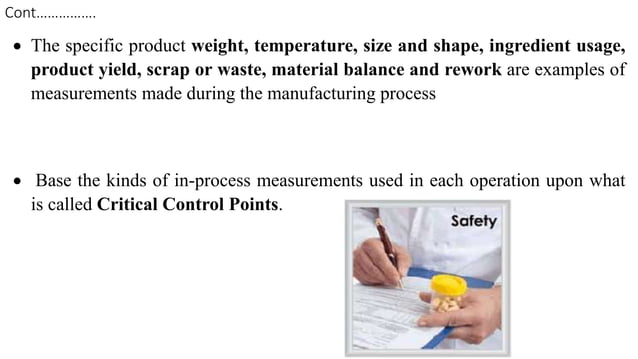 Cont…………….
• The specific product weight, temperature, size and shape, ingredient usage,
product yield, scrap or waste, material balance and rework are examples of
measurements made during the manufacturing process
• Base the kinds of in-process measurements used in each operation upon what
is called Critical Control Points.
Safety